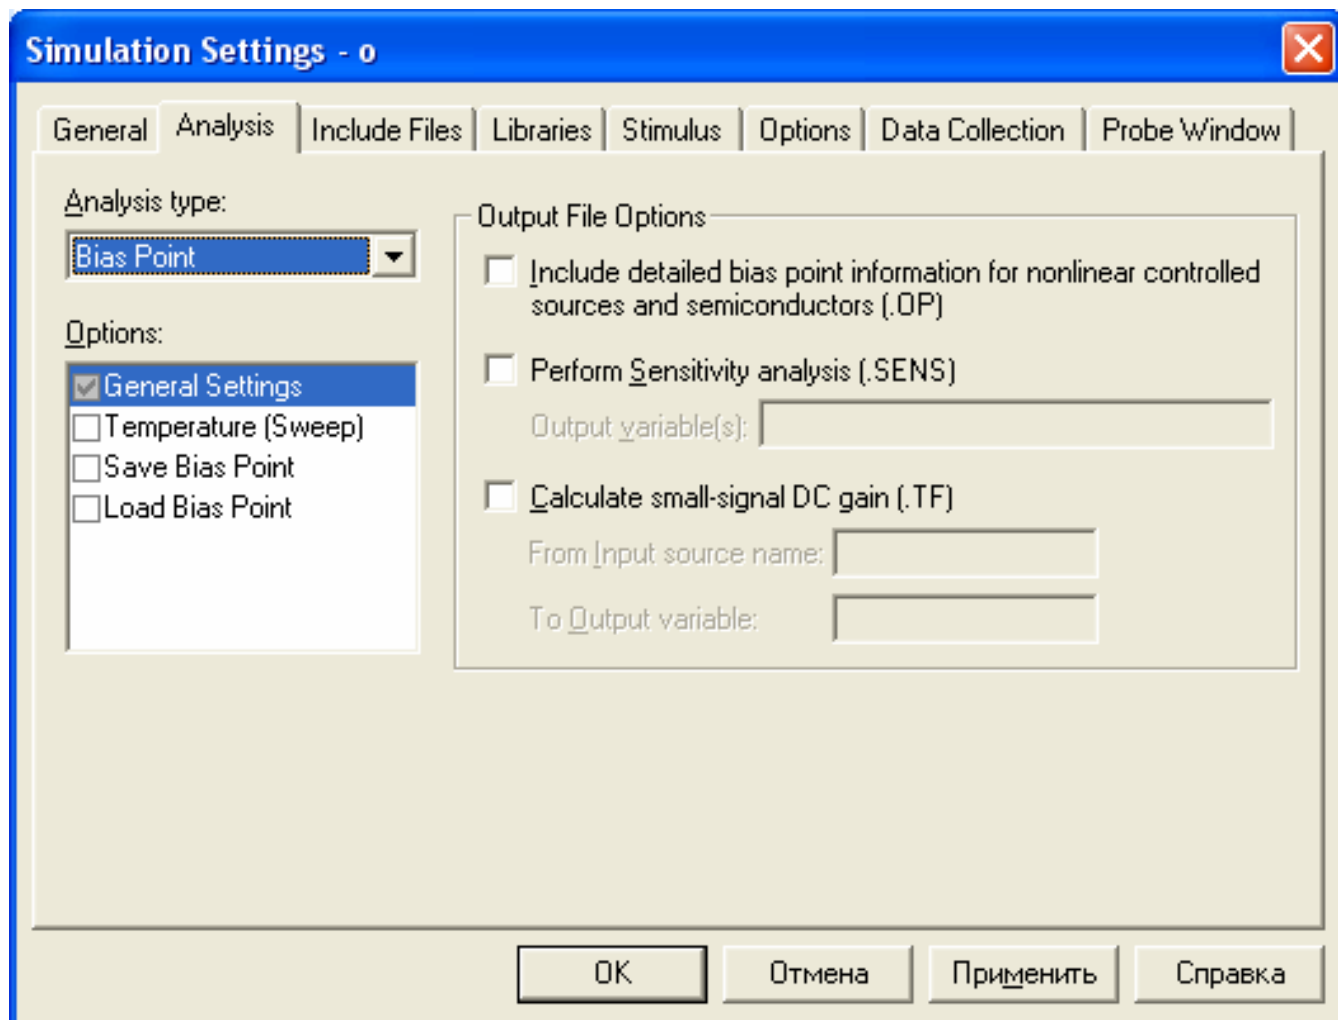 Simulation Settings - o
General Analysis Include Files Libraries Stimulus Options Data Collection Probe Window
Analysis type:
Bias Point
Options:
General Settings
Temperature (Sweep)
Save Bias Point
Load Bias Point
Output File Options
Include detailed bias point information for nonlinear controlled
sources and semiconductors (.OP)
Perform Sensitivity analysis (.SENS)
Output variable(s):
Calculate small-signal DC gain (.TF)
From Input source name:
To Output variable:
OK Отмена Применить Справка